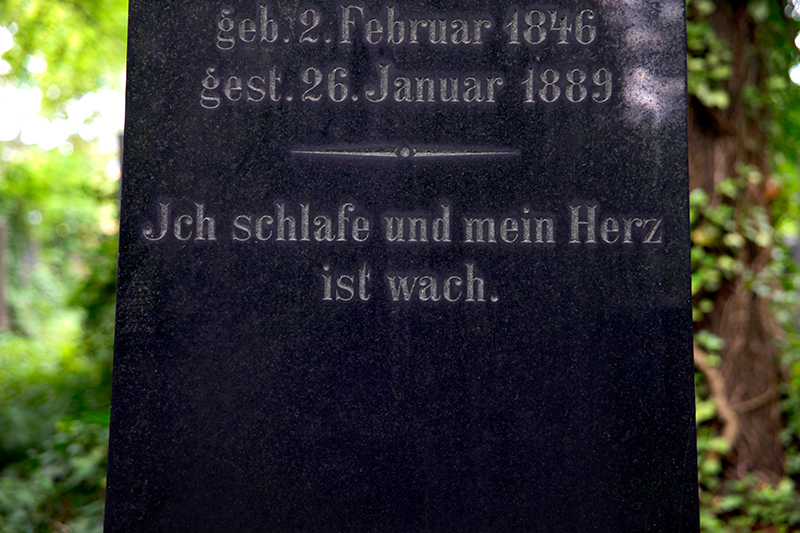 geb. 2. Februar 1846
gest. 26. Januar 1889
Jch schlafe und mein Herz
ist wach.